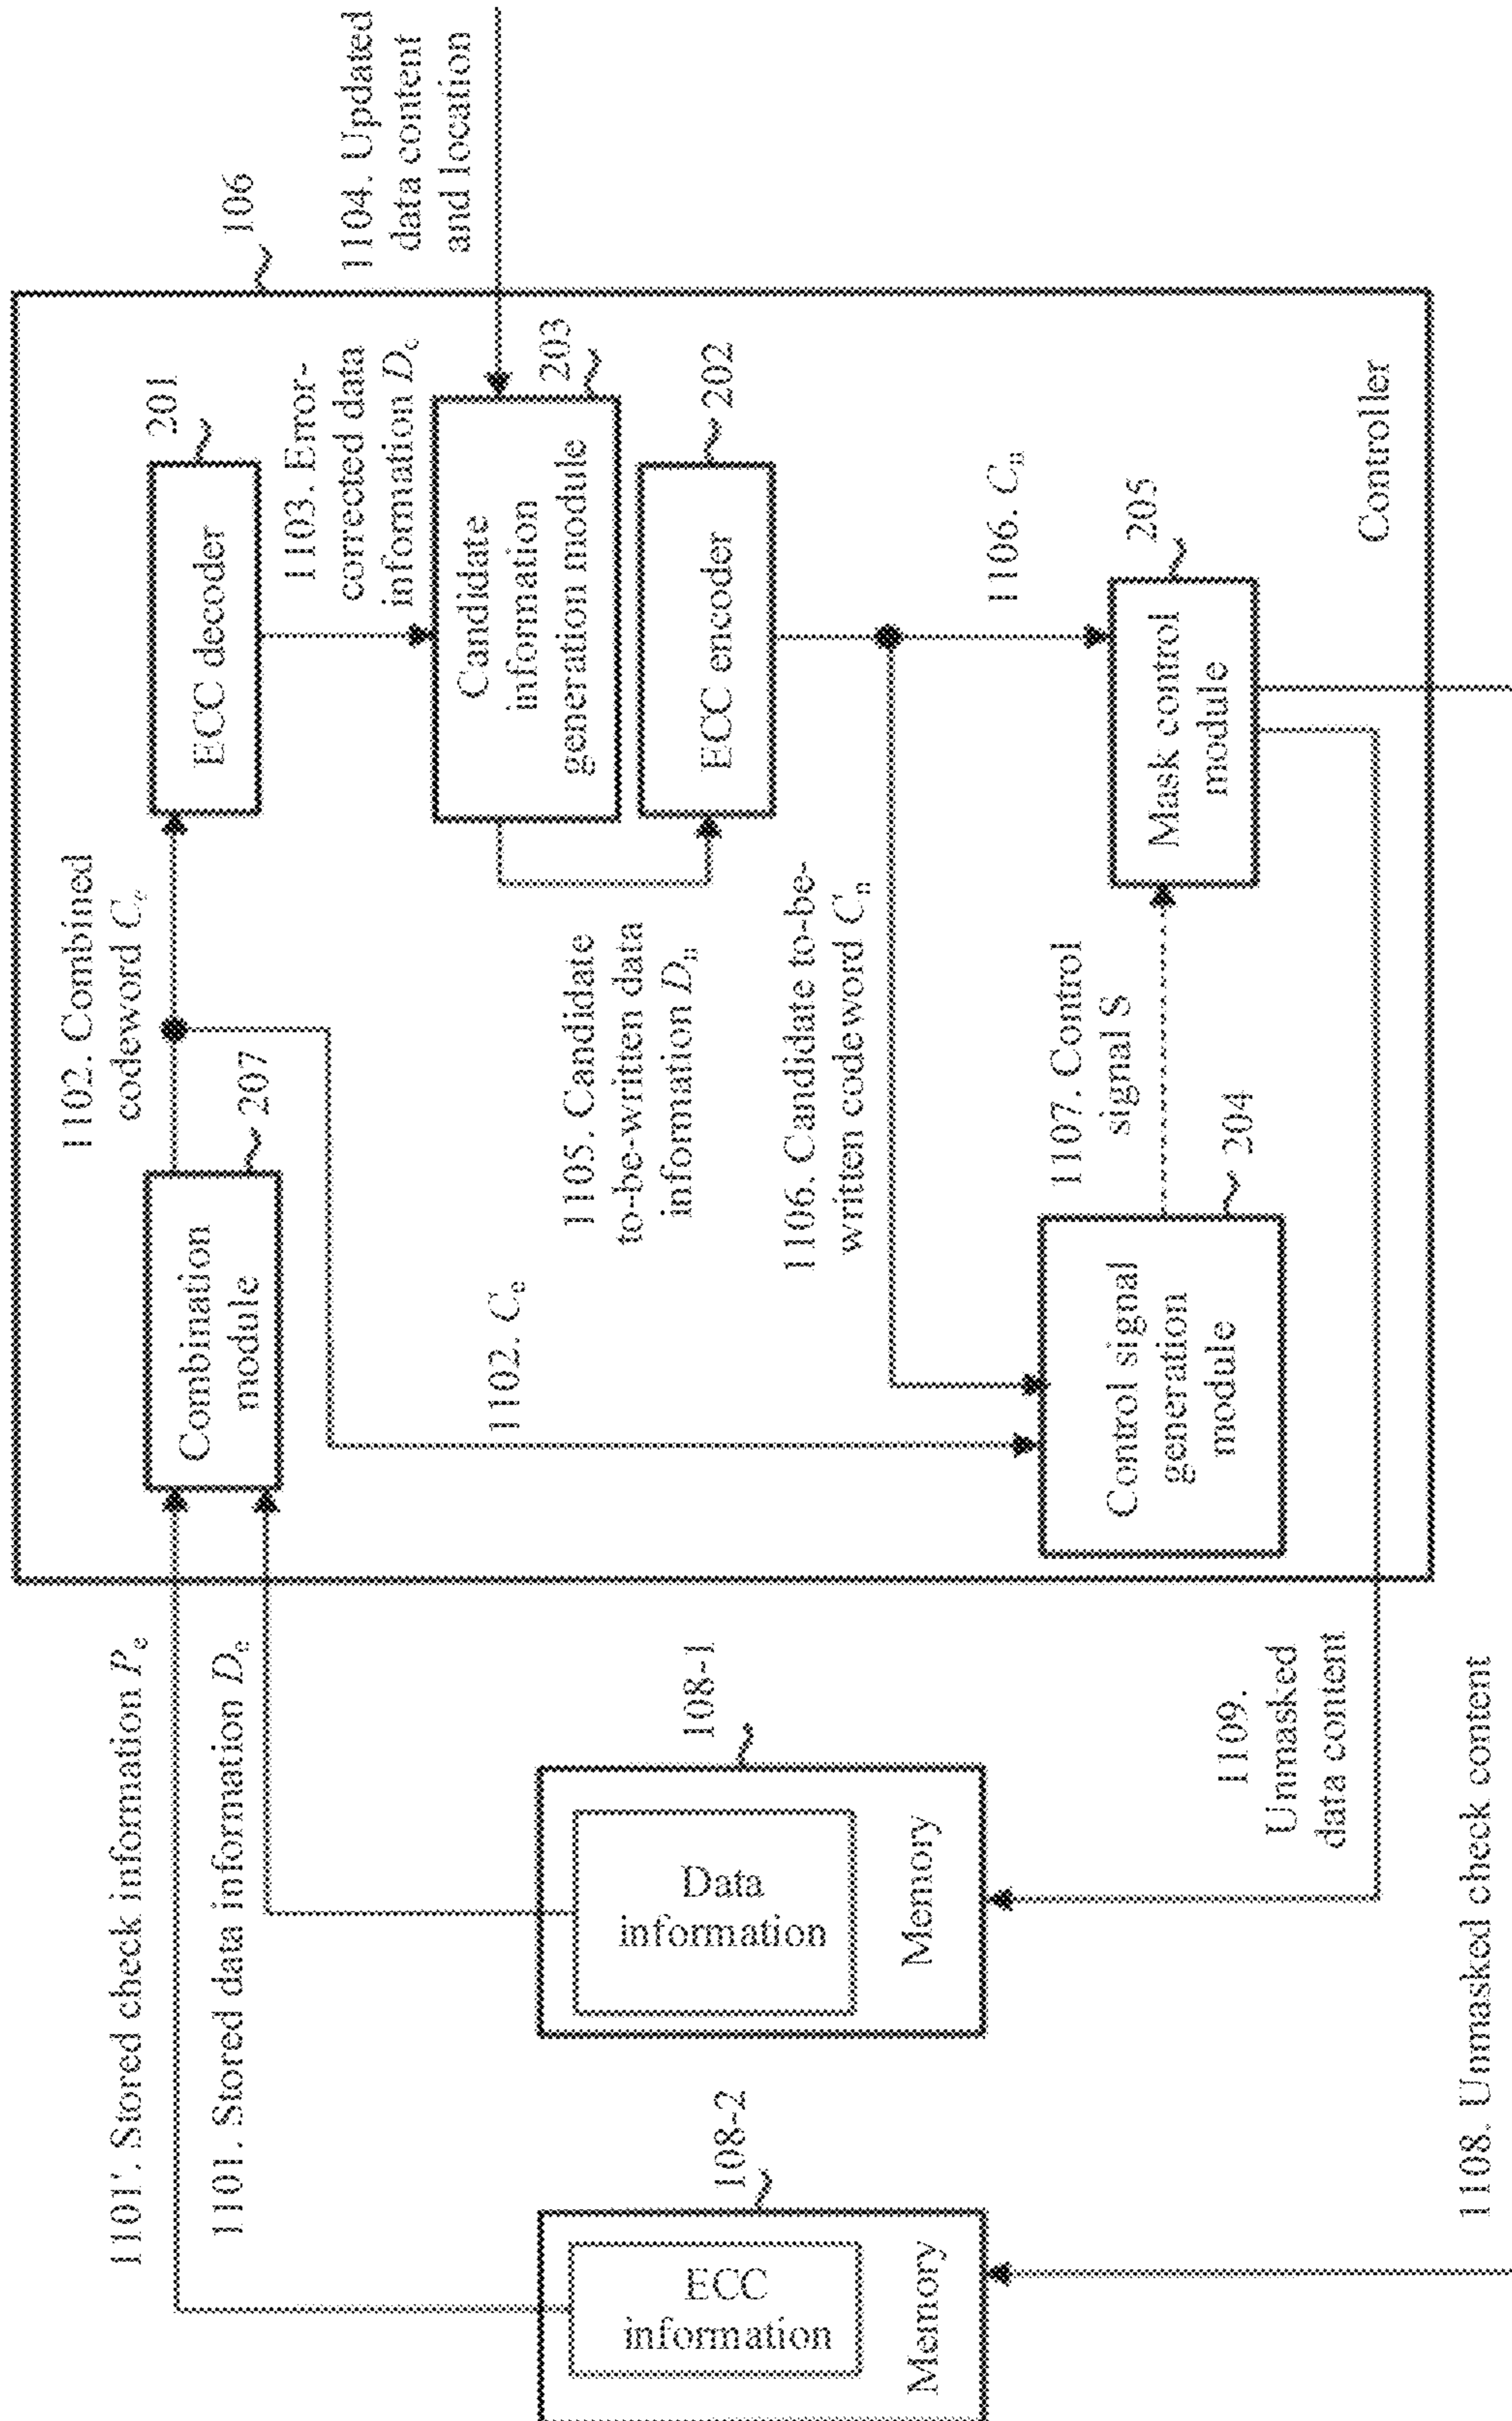 1101'. Stored check information Pe
1101. Stored data information De
108-2
ECC
information
Memory
108-1
Data
information
Memory
1109.
Unmasked
data content
1108. Unmasked check content
Combination
module
207
1102. Combined
codeword Ce
1102. Ce
ECC decoder
201
1103. Error-
corrected data
information Dc
106
1104. Updated
data content
and location
Candidate
information
generation module
203
1105. Candidate
to-be-written data
information Dn
ECC encoder
202
1106. Candidate to-be-
written codeword Cn
1106. Cn
Control signal
generation
module
204
1107. Control
signal S
Mask control
module
205
Controller